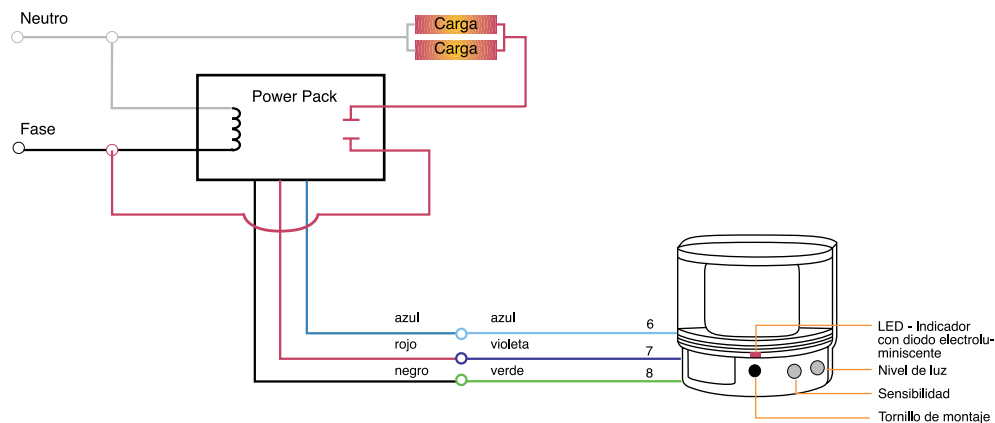 Neutro
Carga
Carga
Power Pack
Fase
azul
azul
6
rojo
violeta
7
negro
verde
8
LED - Indicador
con diodo electrolu-
miniscente
Nivel de luz
Sensibilidad
Tornillo de montaje